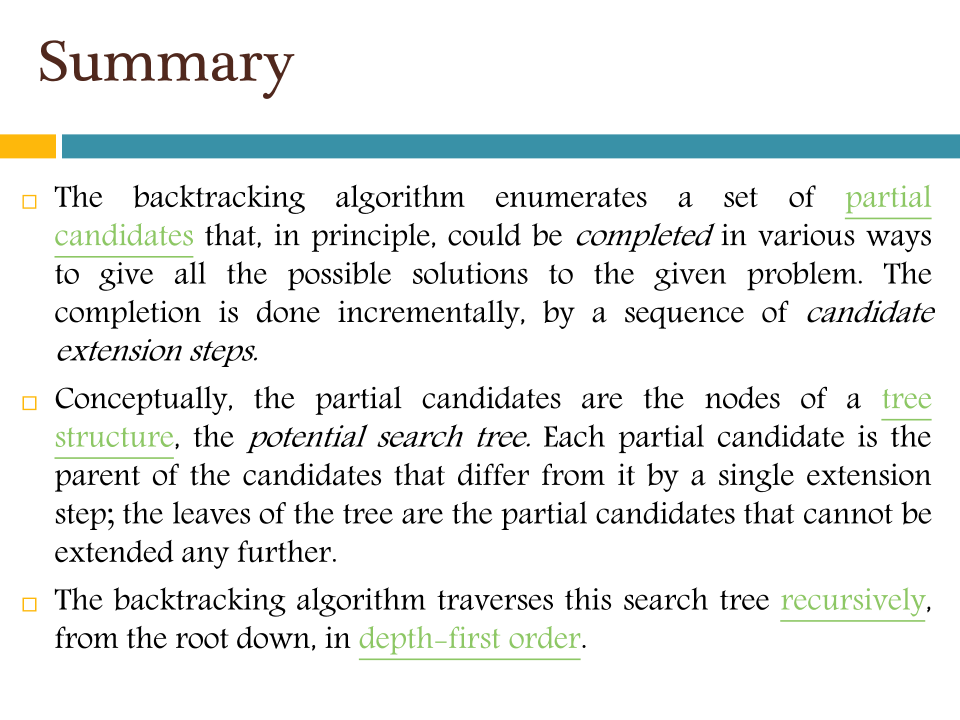 Summary
The backtracking algorithm enumerates a set of partial
candidates that, in principle, could be completed in various ways
to give all the possible solutions to the given problem. The
completion is done incrementally, by a sequence of candidate
extension steps.
Conceptually, the partial candidates are the nodes of a tree
structure, the potential search tree. Each partial candidate is the
parent of the candidates that differ from it by a single extension
step; the leaves of the tree are the partial candidates that cannot be
extended any further.
The backtracking algorithm traverses this search tree recursively,
from the root down, in depth-first order.